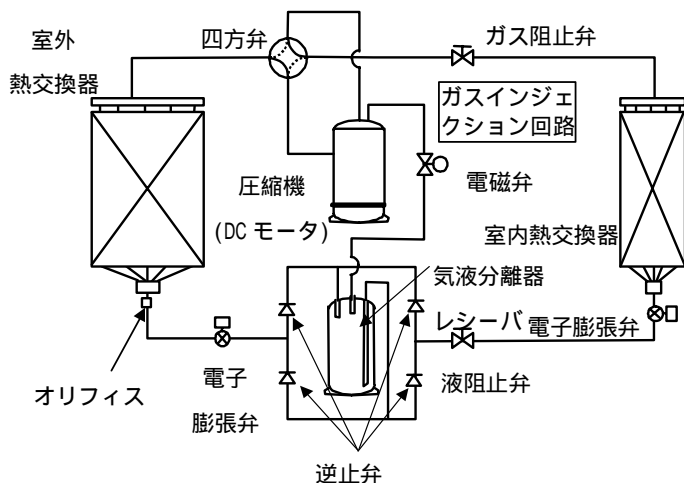 室外
熱交換器
四方弁
ガス阻止弁
ガスインジェ
クション回路
圧縮機
(DCモータ)
電磁弁
室内熱交換器
気液分離器
レシーバ
電子膨張弁
オリフィス
電子
膨張弁
液阻止弁
逆止弁